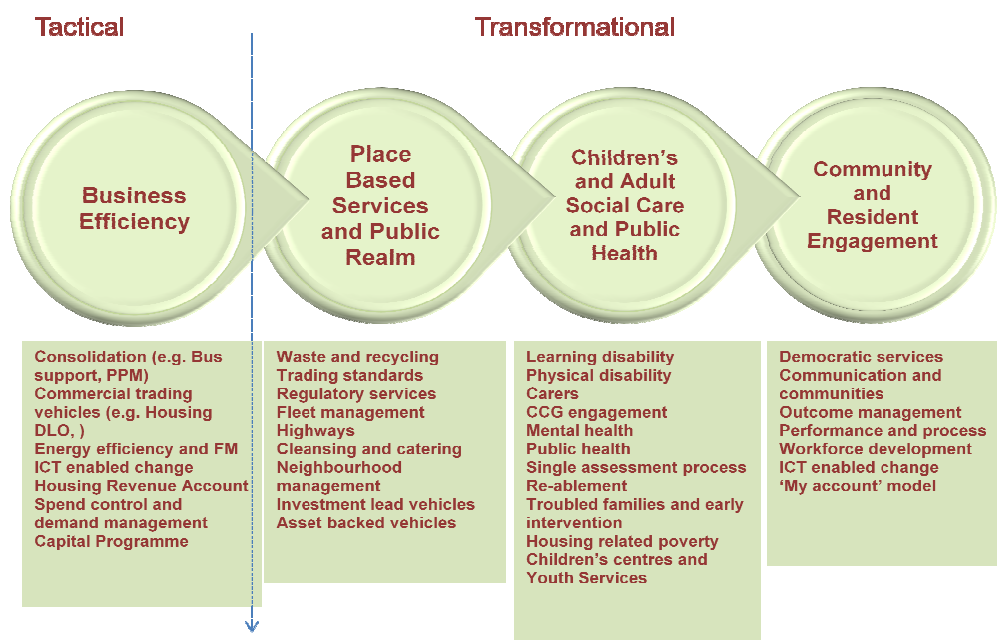 Tactical
Transformational
Business
Efficiency
Place
Based
Services
and Public
Realm
Children's
and Adult
Social Care
and Public
Health
Community
and
Resident
Engagement
Consolidation (e.g. Bus
support, PPM)
Commercial trading
vehicles (e.g. Housing
DLO, )
Energy efficiency and FM
ICT enabled change
Housing Revenue Account
Spend control and
demand management
Capital Programme
Waste and recycling
Trading standards
Regulatory services
Fleet management
Highways
Cleansing and catering
Neighbourhood
management
Investment lead vehicles
Asset backed vehicles
Learning disability
Physical disability
Carers
CCG engagement
Mental health
Public health
Single assessment process
Re-ablement
Troubled families and early
intervention
Housing related poverty
Children's centres and
Youth Services
Democratic services
Communication and
communities
Outcome management
Performance and process
Workforce development
ICT enabled change
‘My account’ model